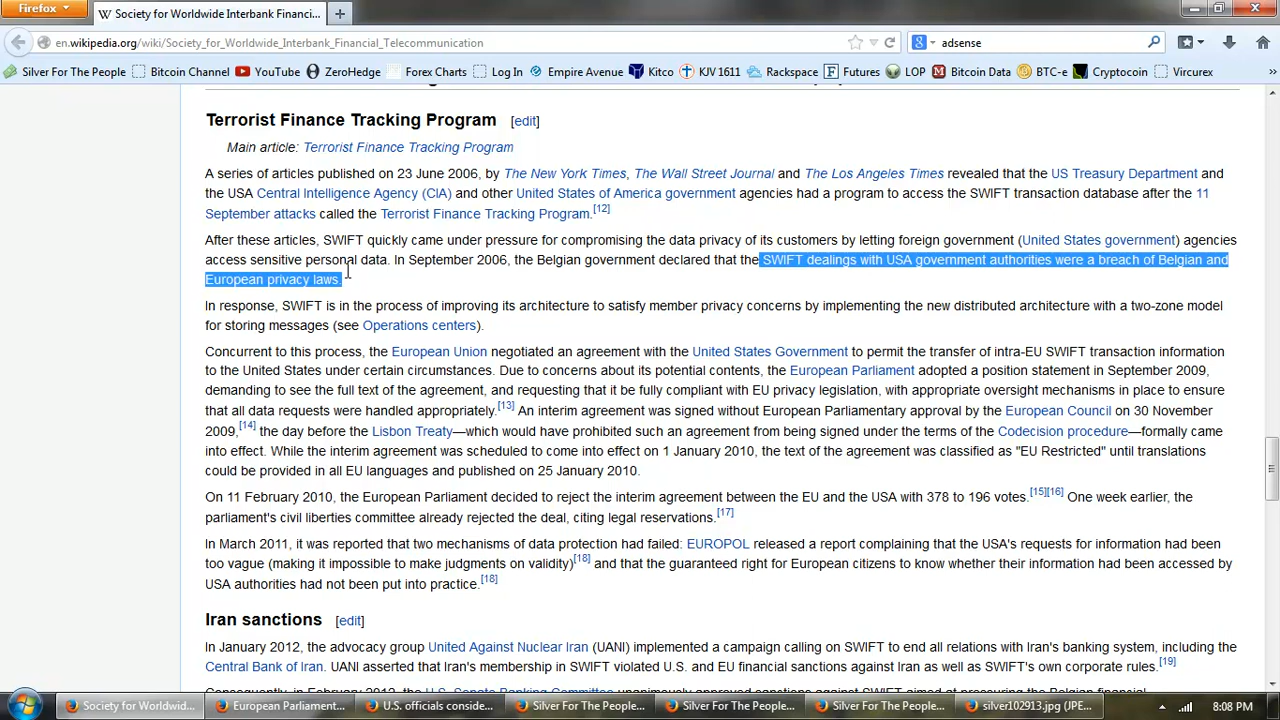 Firefox
Society for Worldwide Interbank Financi...
en.wikipedia.org/wiki/Society_for_Worldwide_Interbank_Financial_Telecommunication
adsense
Silver For The People Bitcoin Channel YouTube ZeroHedge Forex Charts Log In Empire Avenue Kitco KJV 1611 Rackspace Futures LOP Bitcoin Data BTC-e Cryptocoin Vircurex
Terrorist Finance Tracking Program [edit]
Main article: Terrorist Finance Tracking Program
A series of articles published on 23 June 2006, by The New York Times, The Wall Street Journal and The Los Angeles Times revealed that the US Treasury Department and
the USA Central Intelligence Agency (CIA) and other United States of America government agencies had a program to access the SWIFT transaction database after the 11
September attacks called the Terrorist Finance Tracking Program.[12]
After these articles, SWIFT quickly came under pressure for compromising the data privacy of its customers by letting foreign government (United States government) agencies
access sensitive personal data. In September 2006, the Belgian government declared that the SWIFT dealings with USA government authorities were a breach of Belgian and
European privacy laws.
In response, SWIFT is in the process of improving its architecture to satisfy member privacy concerns by implementing the new distributed architecture with a two-zone model
for storing messages (see Operations centers).
Concurrent to this process, the European Union negotiated an agreement with the United States Government to permit the transfer of intra-EU SWIFT transaction information
to the United States under certain circumstances. Due to concerns about its potential contents, the European Parliament adopted a position statement in September 2009,
demanding to see the full text of the agreement, and requesting that it be fully compliant with EU privacy legislation, with appropriate oversight mechanisms in place to ensure
that all data requests were handled appropriately.[13] An interim agreement was signed without European Parliamentary approval by the European Council on 30 November
2009,[14] the day before the Lisbon Treaty—which would have prohibited such an agreement from being signed under the terms of the Codecision procedure—formally came
into effect. While the interim agreement was scheduled to come into effect on 1 January 2010, the text of the agreement was classified as "EU Restricted" until translations
could be provided in all EU languages and published on 25 January 2010.
On 11 February 2010, the European Parliament decided to reject the interim agreement between the EU and the USA with 378 to 196 votes.[15][16] One week earlier, the
parliament's civil liberties committee already rejected the deal, citing legal reservations.[17]
In March 2011, it was reported that two mechanisms of data protection had failed: EUROPOL released a report complaining that the USA's requests for information had been
too vague (making it impossible to make judgments on validity)[18] and that the guaranteed right for European citizens to know whether their information had been accessed by
USA authorities had not been put into practice.[18]
Iran sanctions [edit]
In January 2012, the advocacy group United Against Nuclear Iran (UANI) implemented a campaign calling on SWIFT to end all relations with Iran's banking system, including the
Central Bank of Iran. UANI asserted that Iran's membership in SWIFT violated U.S. and EU financial sanctions against Iran as well as SWIFT's own corporate rules.[19]
Consequently, in February 2012, the U.S. Senate Banking Committee unanimously approved sanctions against SWIFT aimed at pressuring the Belgian financial
Society for Worldwid... European Parliament... U.S. officials conside... Silver For The People... Silver For The People... Silver For The People... silver102913.jpg (JPE... 8:08 PM